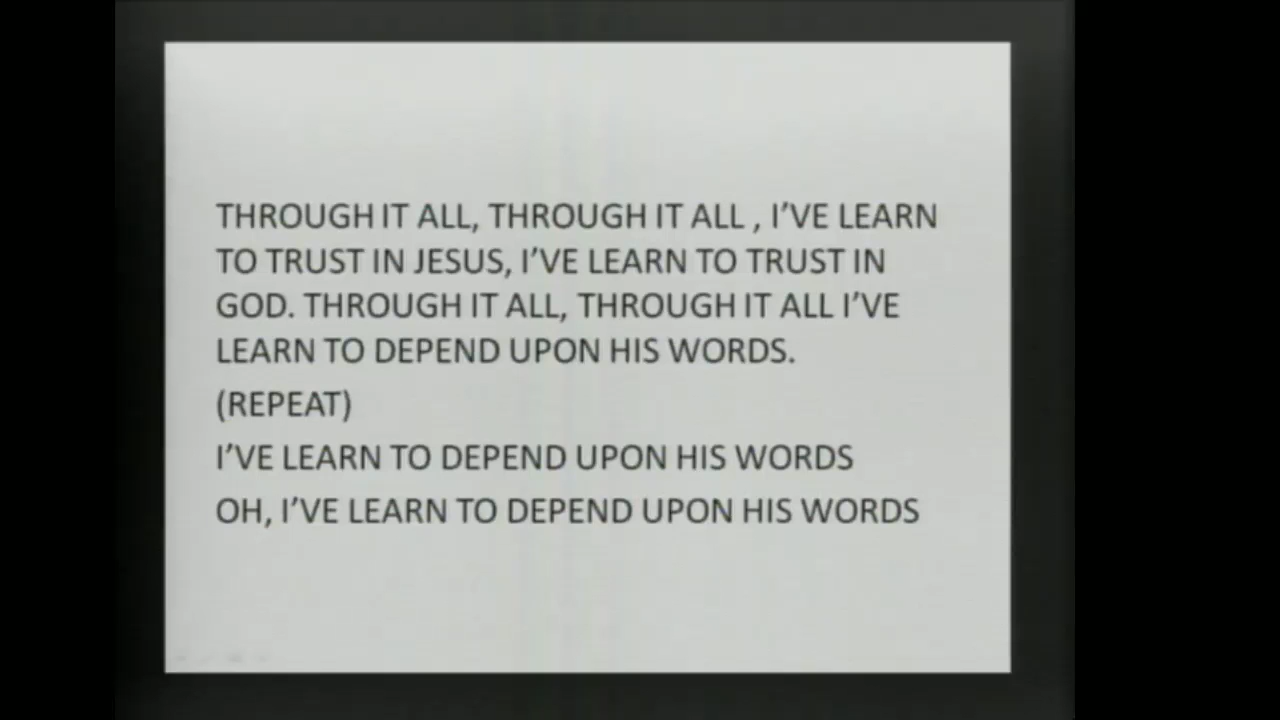 THROUGH IT ALL, THROUGH IT ALL , I’VE LEARN
TO TRUST IN JESUS, I’VE LEARN TO TRUST IN
GOD. THROUGH IT ALL, THROUGH IT ALL I’VE
LEARN TO DEPEND UPON HIS WORDS.
(REPEAT)
I’VE LEARN TO DEPEND UPON HIS WORDS
OH, I’VE LEARN TO DEPEND UPON HIS WORDS